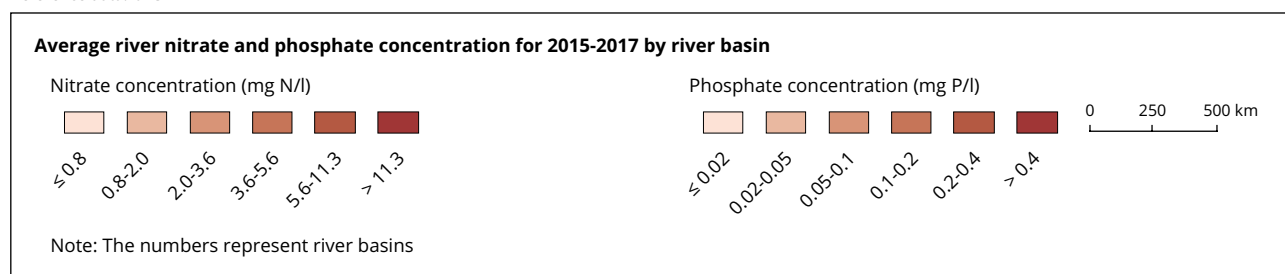 Average river nitrate and phosphate concentration for 2015-2017 by river basin
Nitrate concentration (mg N/l)
≤ 0.8
0.8-2.0
2.0-3.6
3.6-5.6
5.6-11.3
> 11.3
Phosphate concentration (mg P/l)
≤ 0.02
0.02-0.05
0.05-0.1
0.1-0.2
0.2-0.4
> 0.4
0 250 500 km
Note: The numbers represent river basins